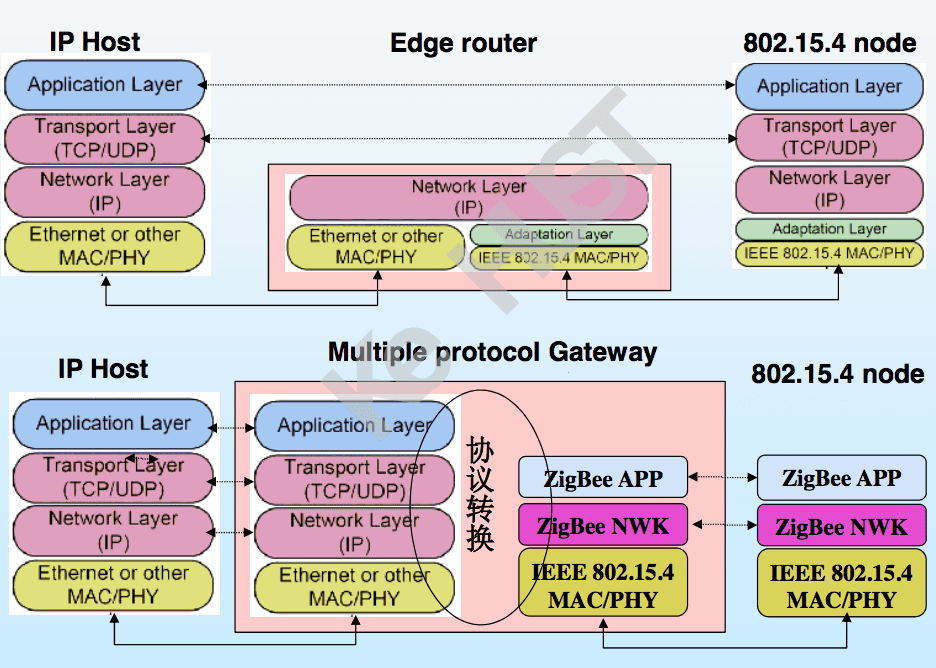 IP Host
Edge router
802.15.4 node
Application Layer
Transport Layer
(TCP/UDP)
Network Layer
(IP)
Ethernet or other
MAC/PHY
Network Layer
(IP)
Ethernet or other
MAC/PHY
Adaptation Layer
IEEE 802.15.4 MAC/PHY
Application Layer
Transport Layer
(TCP/UDP)
Network Layer
(IP)
Adaptation Layer
IEEE 802.15.4 MAC/PHY
IP Host
Multiple protocol Gateway
802.15.4 node
Application Layer
Transport Layer
(TCP/UDP)
Network Layer
(IP)
Ethernet or other
MAC/PHY
Application Layer
Transport Layer
(TCP/UDP)
Network Layer
(IP)
Ethernet or other
MAC/PHY
协议转换
ZigBee APP
ZigBee NWK
IEEE 802.15.4
MAC/PHY
ZigBee APP
ZigBee NWK
IEEE 802.15.4
MAC/PHY